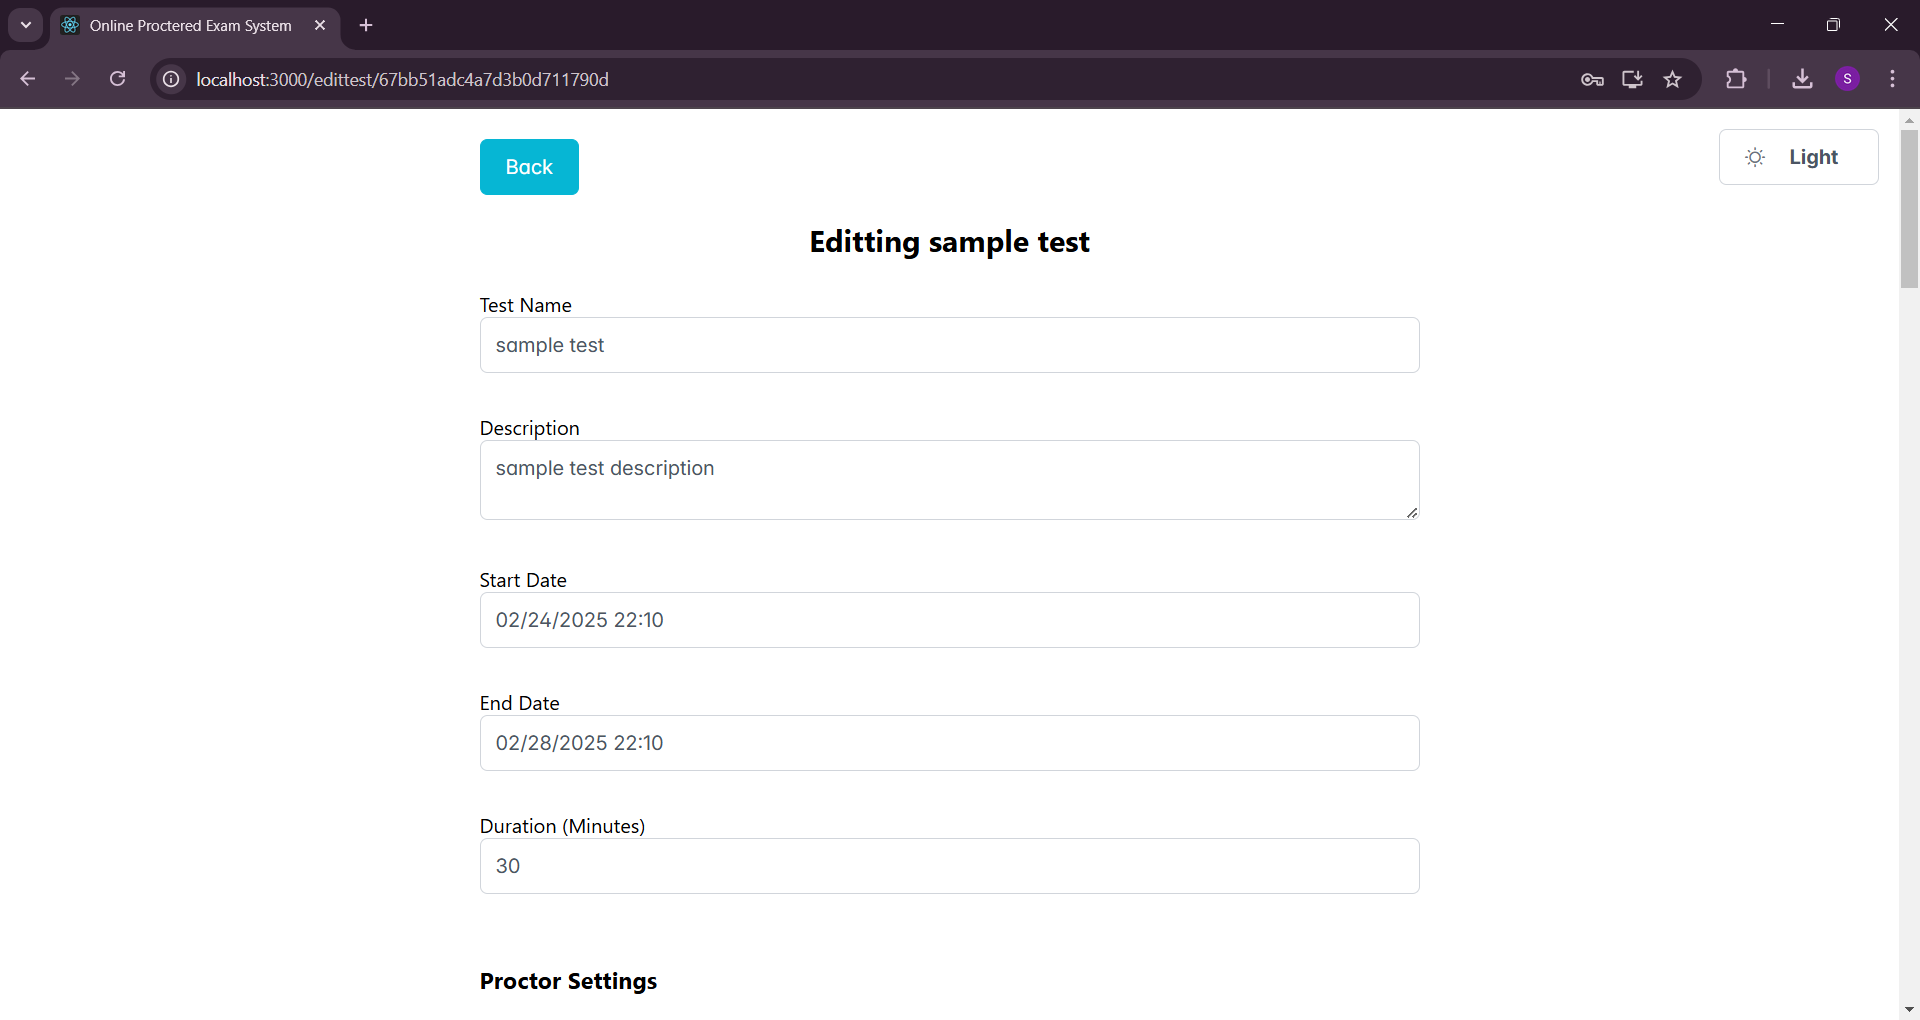 Online Proctered Exam System
localhost:3000/edittest/67bb51adc4a7d3b0d711790d
S
Back
Light
Editting sample test
Test Name
sample test
Description
sample test description
Start Date
02/24/2025 22:10
End Date
02/28/2025 22:10
Duration (Minutes)
30
Proctor Settings